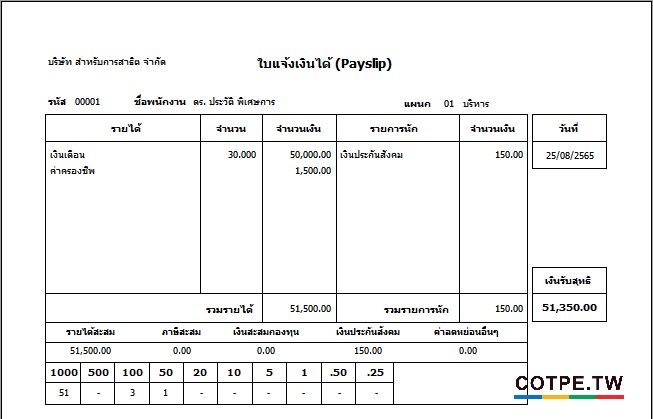 บริษัท สำหรับการสาธิต จำกัด
ใบแจ้งเงินได้ (Payslip)
รหัส 00001 ชื่อพนักงาน ดร. ประวัติ พิเศษการ แผนก 01 บริหาร
รายได้ จำนวน จำนวนเงิน รายการหัก จำนวนเงิน วันที่
เงินเดือน 30.000 50,000.00 เงินประกันสังคม 150.00 25/08/2565
ค่าครองชีพ 1,500.00
เงินรับสุทธิ
รวมรายได้ 51,500.00 รวมรายการหัก 150.00 51,350.00
รายได้สะสม ภาษีสะสม เงินสะสมกองทุน เงินประกันสังคม ค่าลดหย่อนอื่นๆ
51,500.00 0.00 0.00 150.00 0.00
1000 500 100 50 20 10 5 1 .50 .25
51 - 3 1 - - - - - -
COTPE.TW